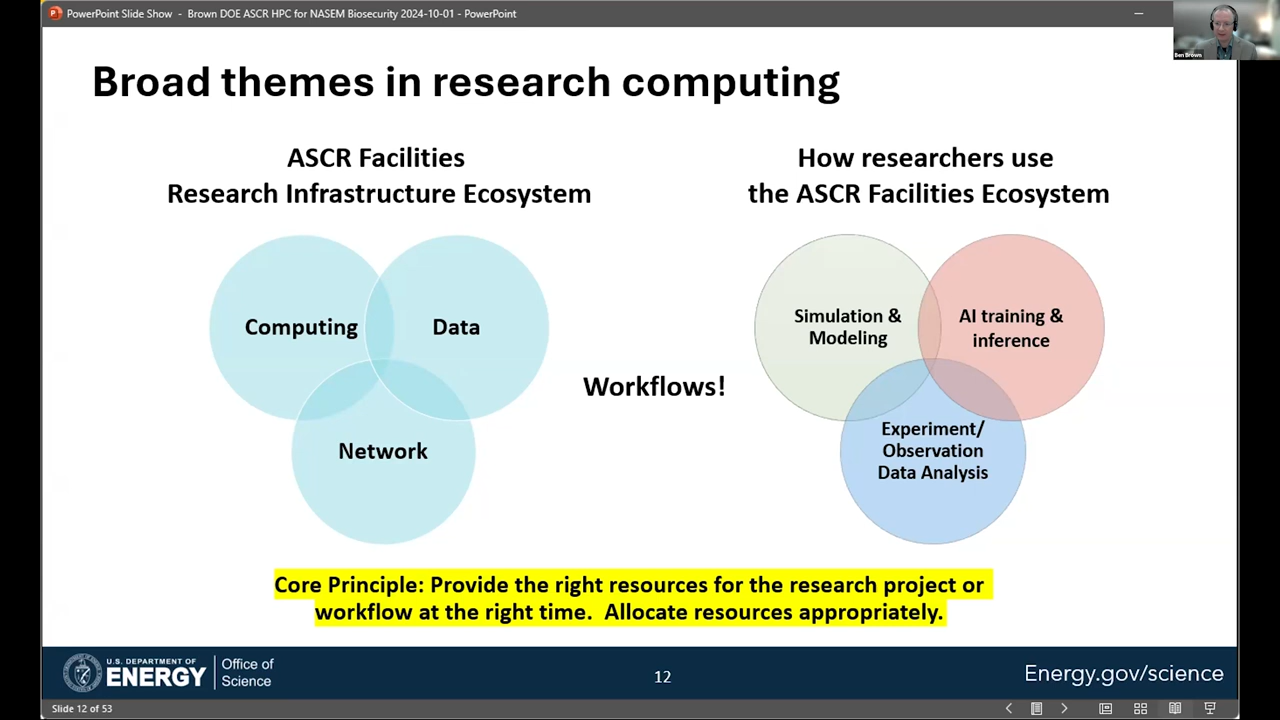 PowerPoint Slide Show - Brown DOE ASCR HPC for NASEM Biosecurity 2024-10-01 - PowerPoint
Ben Brown
Broad themes in research computing
ASCR Facilities
Research Infrastructure Ecosystem
Computing
Data
Network
Workflows!
How researchers use
the ASCR Facilities Ecosystem
Simulation &
Modeling
AI training &
inference
Experiment/
Observation
Data Analysis
Core Principle: Provide the right resources for the research project or
workflow at the right time.  Allocate resources appropriately.
U.S. DEPARTMENT OF
ENERGY
Office of
Science
12
Energy.gov/science
Slide 12 of 53